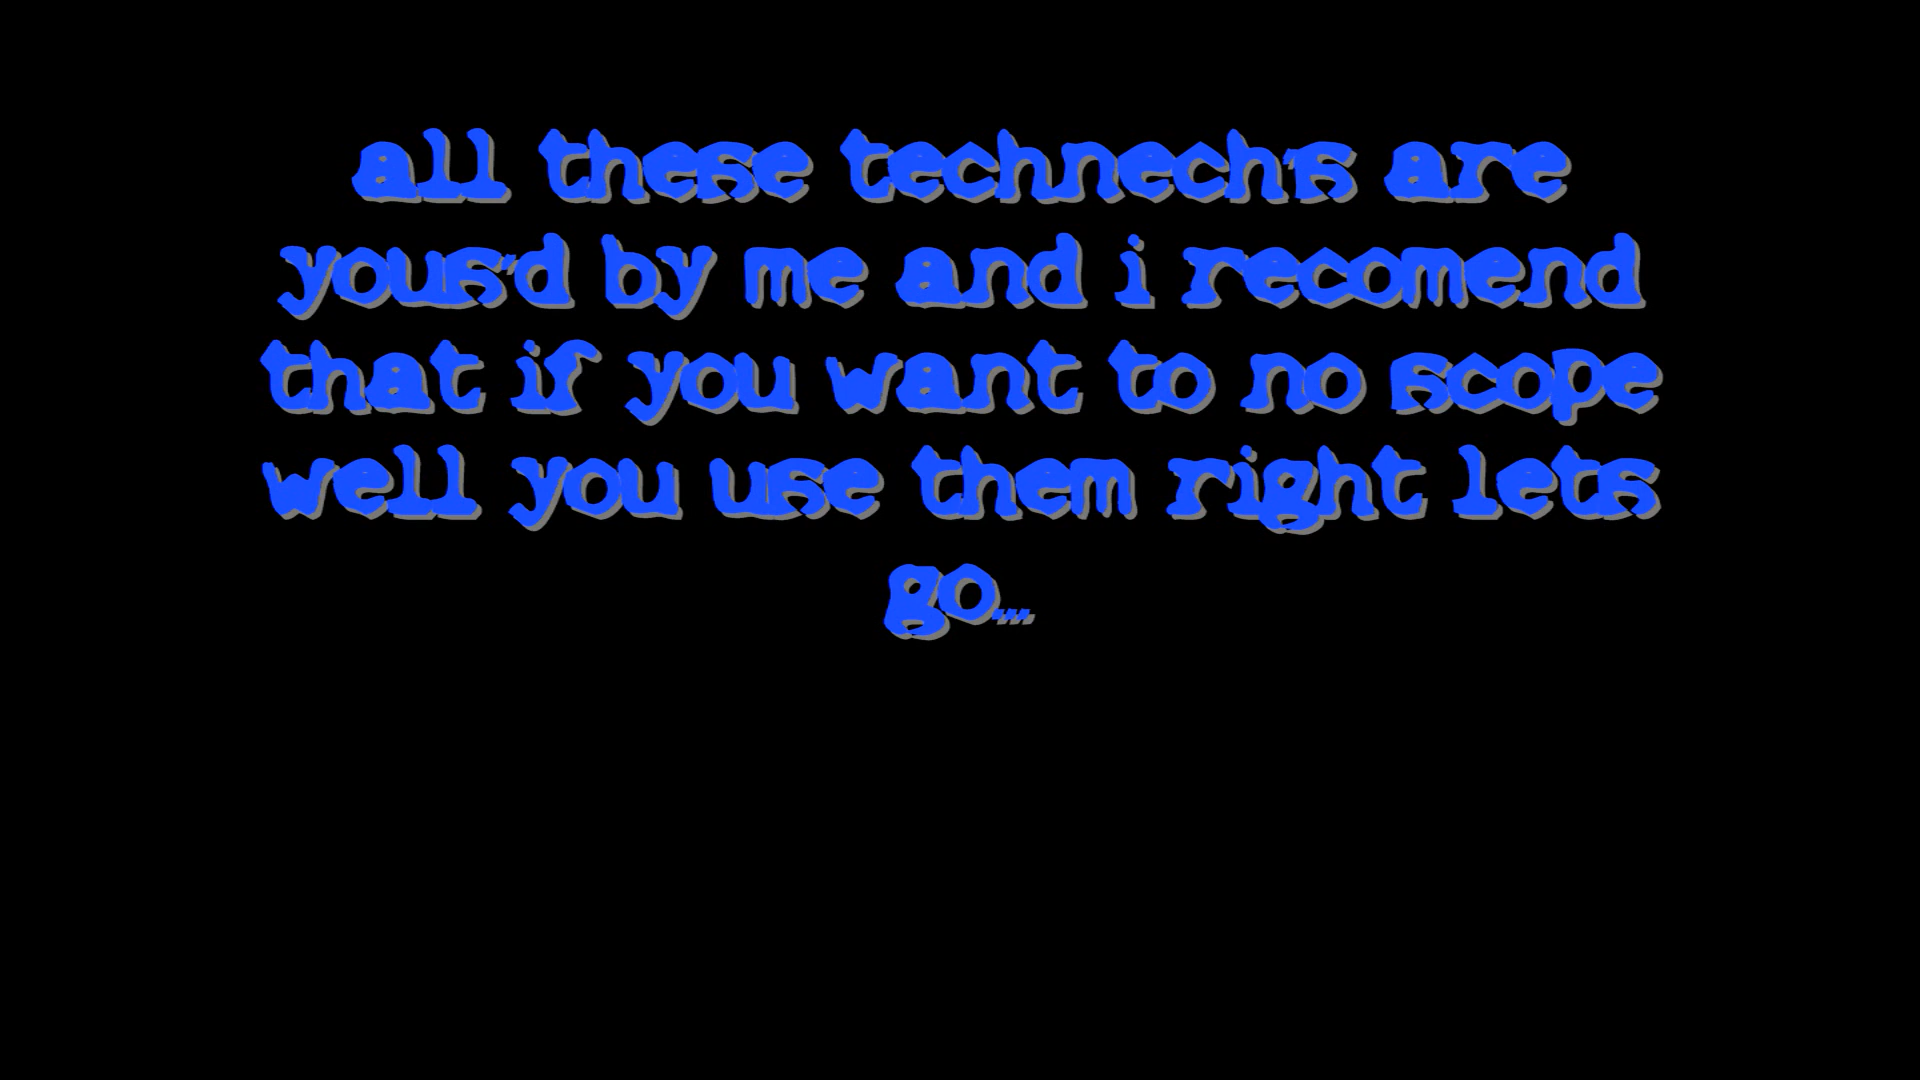 all these technech's are
yous'd by me and i recomend
that if you want to no scope
well you use them right lets
go...